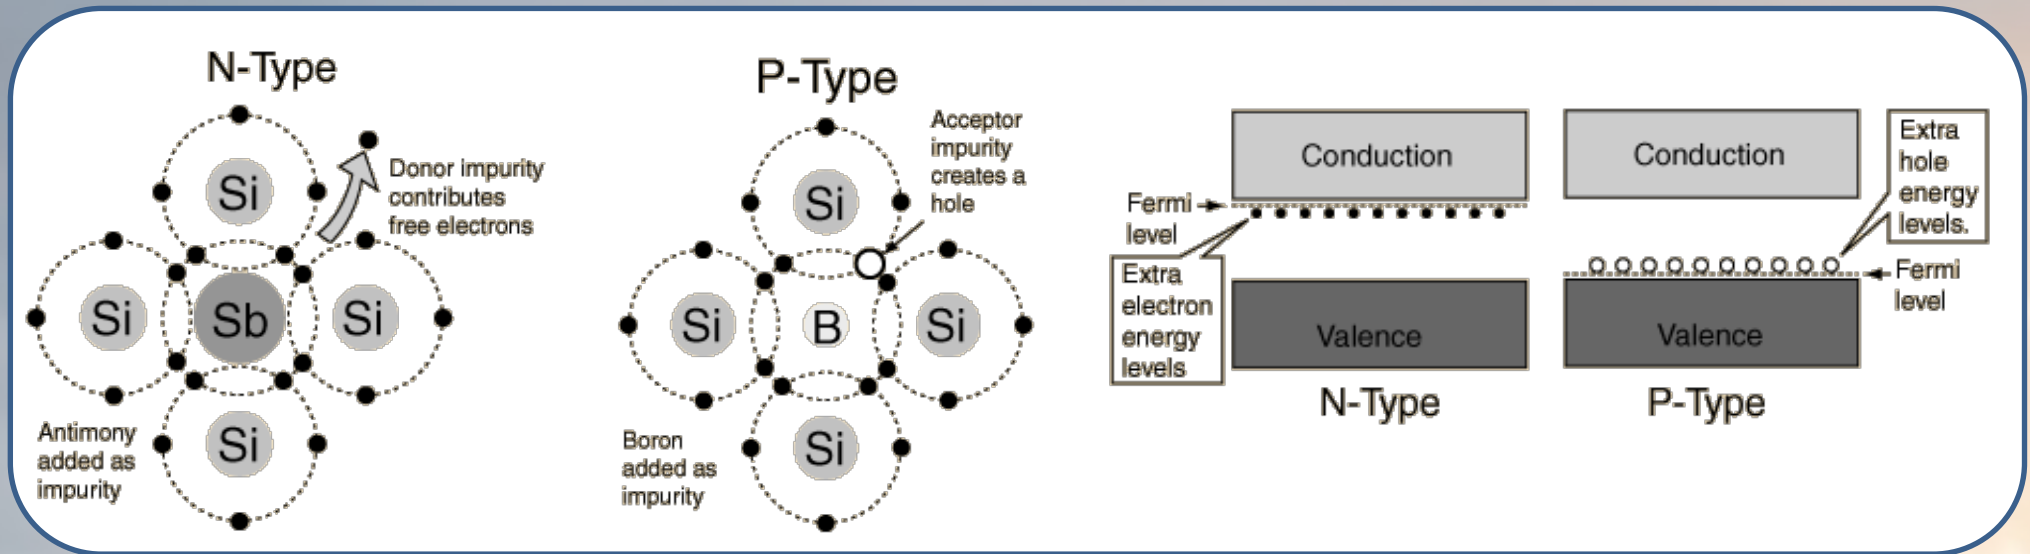 N-Type
Si
Donor impurity
contributes
free electrons
Si
Sb
Si
Si
Antimony
added as
impurity
P-Type
Acceptor
impurity
creates a
hole
Si
Si
B
Si
Si
Boron
added as
impurity
Conduction
Fermi
level
Extra
electron
energy
levels
Valence
N-Type
Conduction
Extra
hole
energy
levels.
Fermi
level
Valence
P-Type